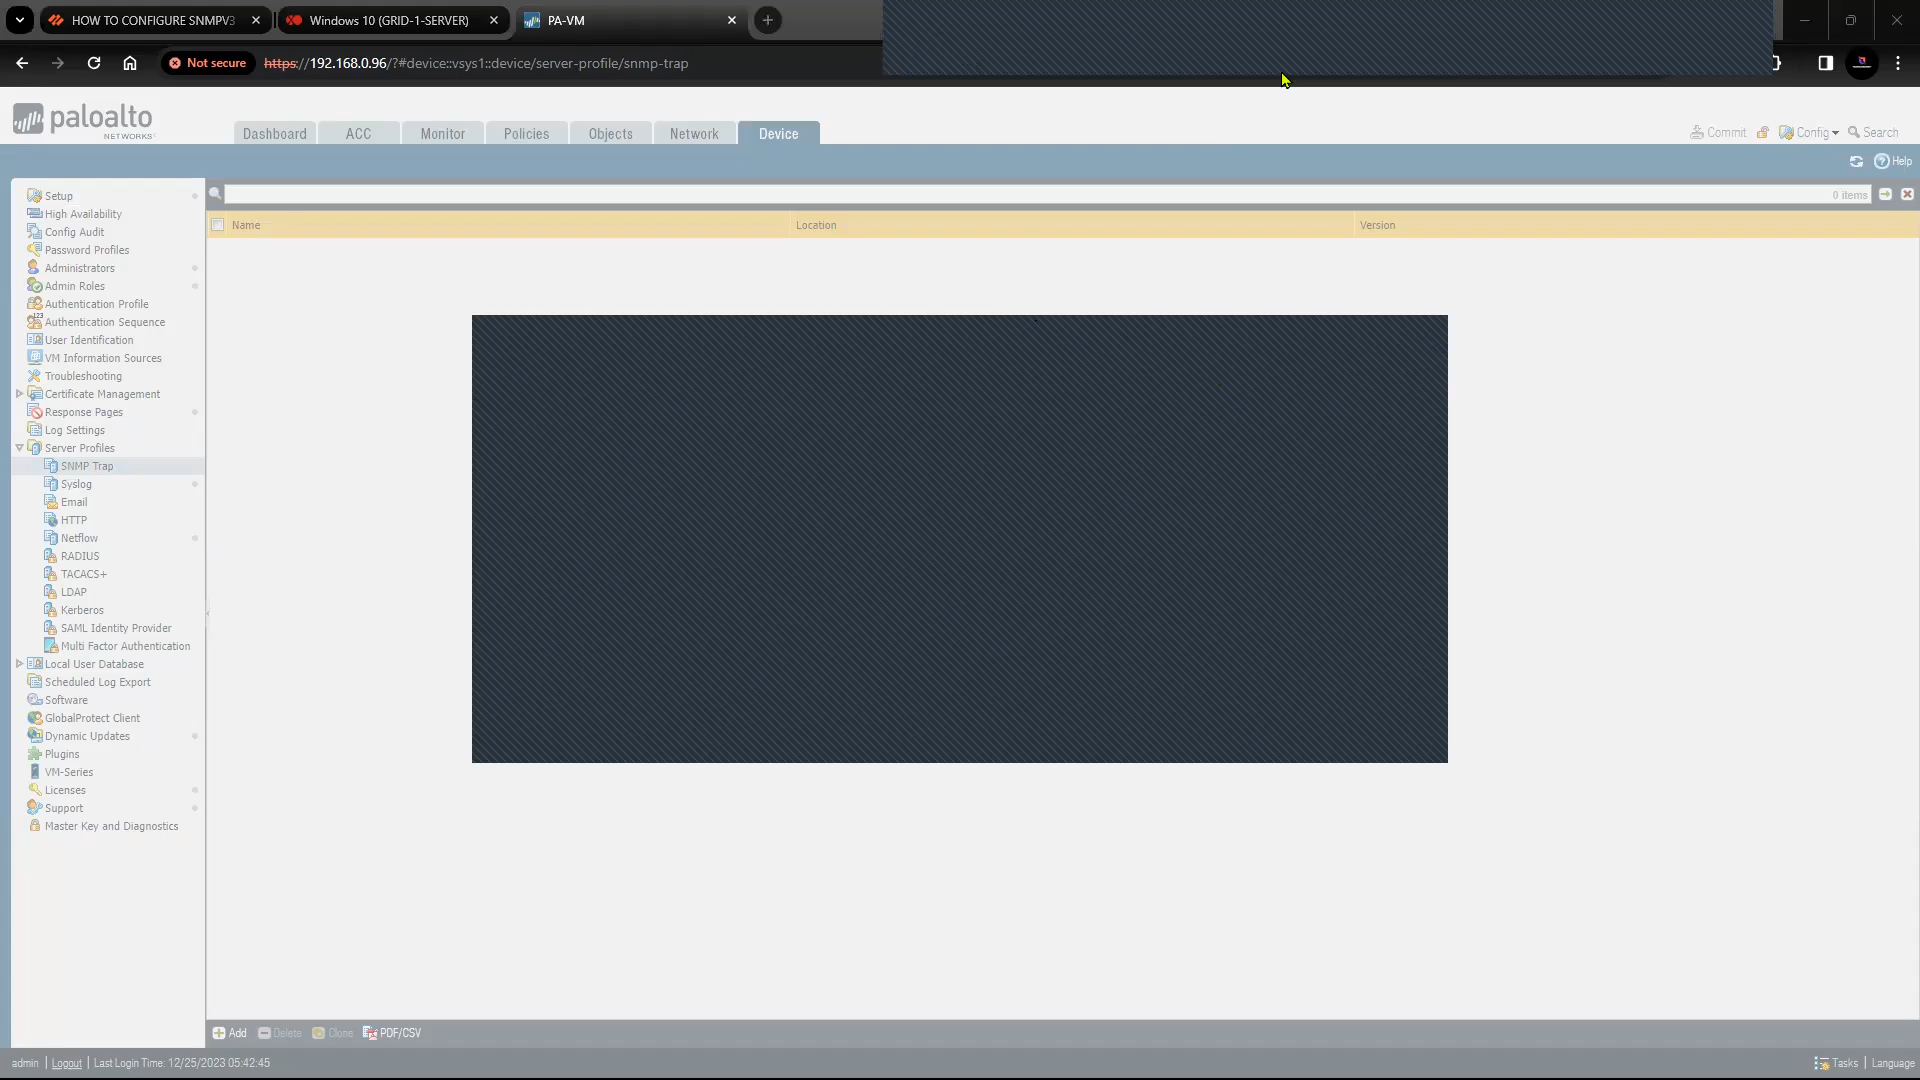 HOW TO CONFIGURE SNMPV3
Windows 10 (GRID-1-SERVER)
PA-VM
Not secure
https://192.168.0.96/?#device::vsys1::device/server-profile/snmp-trap
paloalto
NETWORKS
Dashboard
ACC
Monitor
Policies
Objects
Network
Device
Commit
Config
Search
Help
0 items
Name
Location
Version
Setup
High Availability
Config Audit
Password Profiles
Administrators
Admin Roles
Authentication Profile
Authentication Sequence
User Identification
VM Information Sources
Troubleshooting
Certificate Management
Response Pages
Log Settings
Server Profiles
SNMP Trap
Syslog
Email
HTTP
Netflow
RADIUS
TACACS+
LDAP
Kerberos
SAML Identity Provider
Multi Factor Authentication
Local User Database
Scheduled Log Export
Software
GlobalProtect Client
Dynamic Updates
Plugins
VM-Series
Licenses
Support
Master Key and Diagnostics
Add
Delete
Clone
PDF/CSV
admin | Logout | Last Login Time: 12/25/2023 05:42:45
Tasks | Language